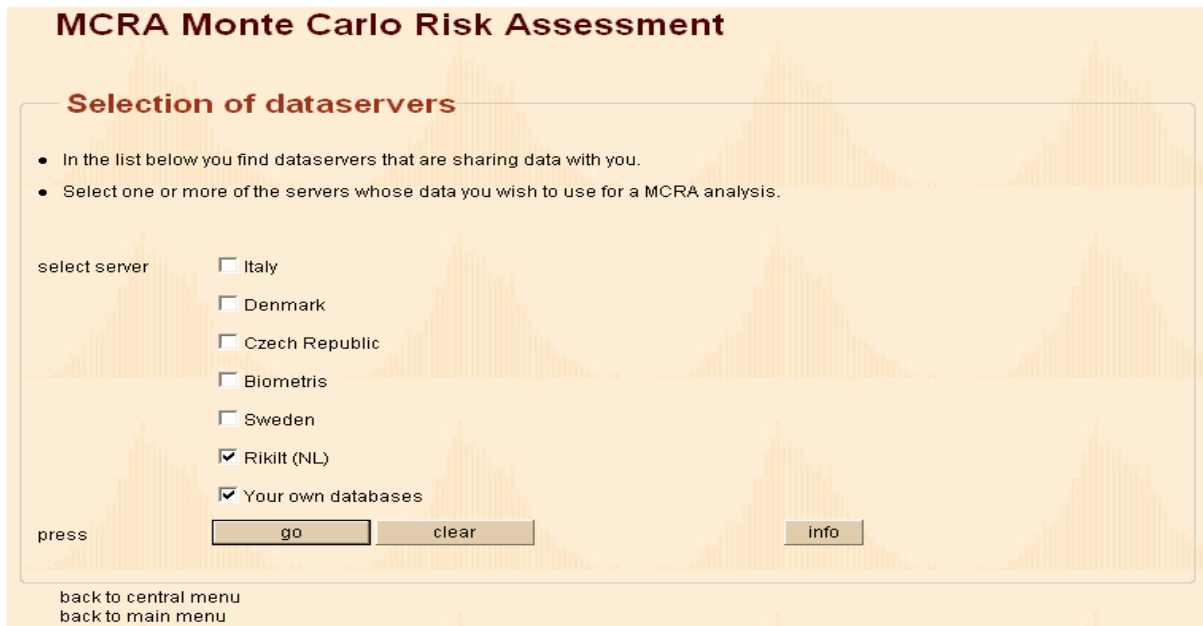 MCRA Monte Carlo Risk Assessment
Selection of dataservers
In the list below you find dataservers that are sharing data with you.
Select one or more of the servers whose data you wish to use for a MCRA analysis.
select server Italy
Denmark
Czech Republic
Biometris
Sweden
Rikilt (NL)
Your own databases
press go clear info
back to central menu
back to main menu